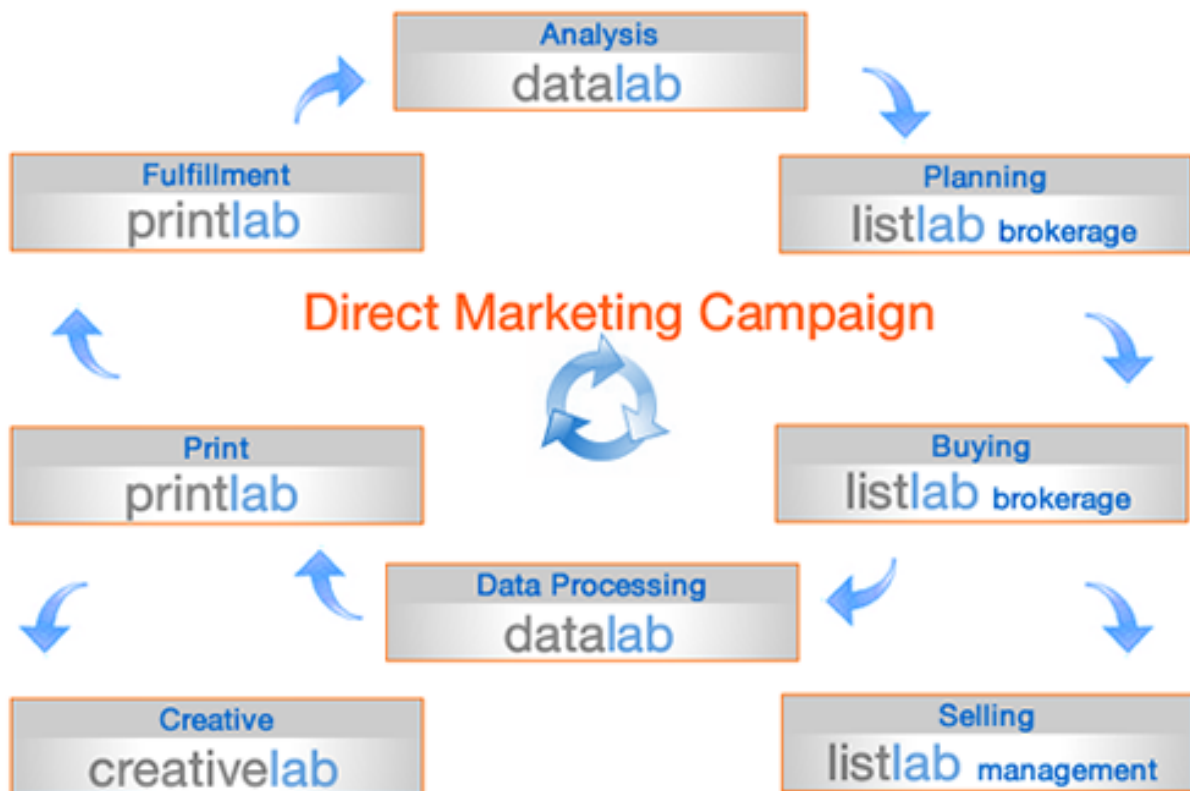 Analysis
datalab
Fulfillment
printlab
Planning
listlab brokerage
Direct Marketing Campaign
Print
printlab
Buying
listlab brokerage
Data Processing
datalab
Creative
creativelab
Selling
listlab management